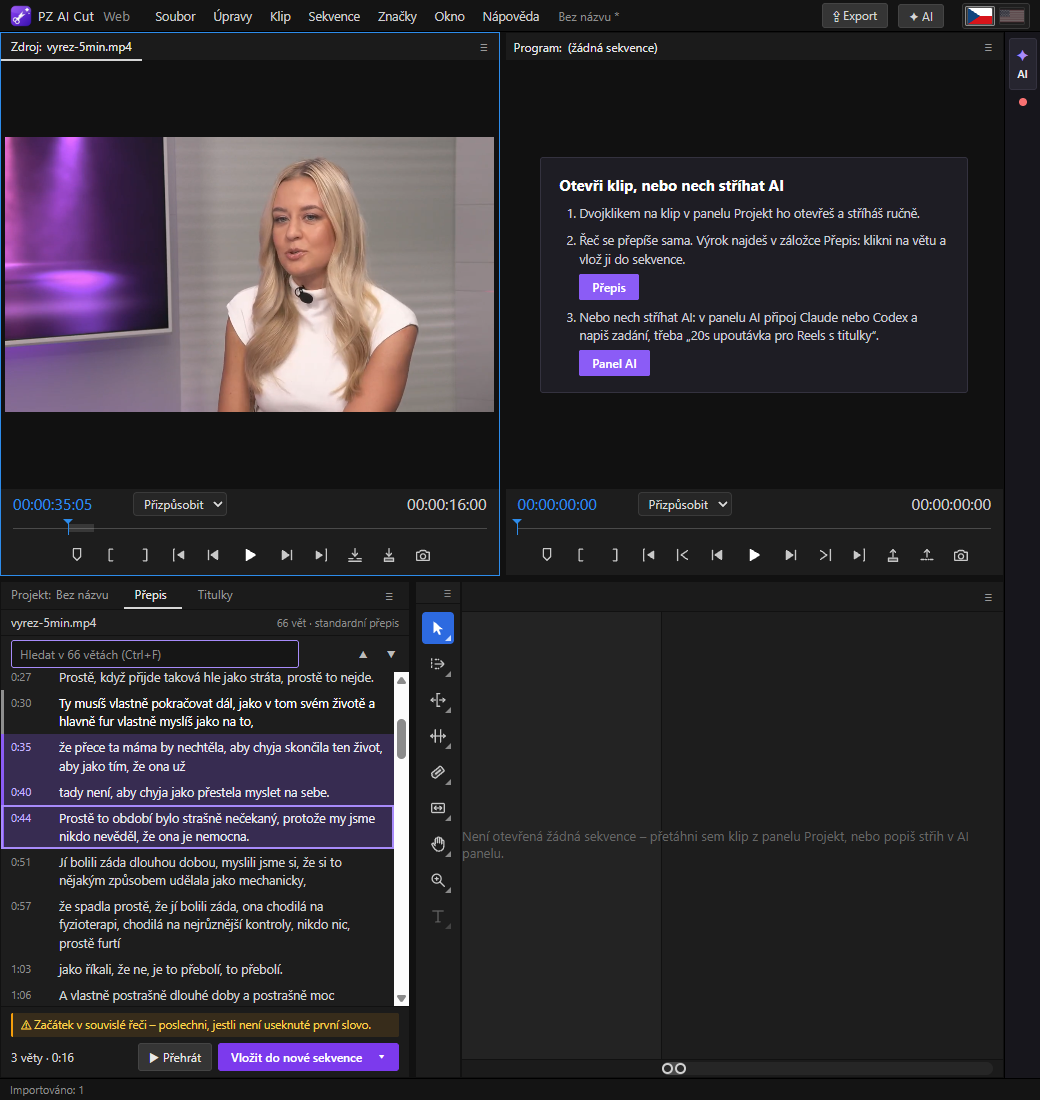 PZ AI Cut Web Soubor Úpravy Klip Sekvence Značky Okno Nápověda Bez názvu * Export AI
Zdroj: vyrez-5min.mp4
Program: (žádná sekvence)
AI
Otevři klip, nebo nech stříhat AI
1. Dvojklikem na klip v panelu Projekt ho otevřeš a stříháš ručně.
2. Řeč se přepíše sama. Výrok najdeš v záložce Přepis: klikni na větu a
vlož ji do sekvence.
Přepis
3. Nebo nech stříhat AI: v panelu AI připoj Claude nebo Codex a
napiš zadání, třeba „20s upoutávka pro Reels s titulky“.
Panel AI
00:00:35:05 Přizpůsobit 00:00:16:00
00:00:00:00 Přizpůsobit 00:00:00:00
Projekt: Bez názvu Přepis Titulky
vyrez-5min.mp4 66 vět · standardní přepis
Hledat v 66 větách (Ctrl+F)
0:27 Prostě, když přijde taková hle jako stráta, prostě to nejde.
0:30 Ty musíš vlastně pokračovat dál, jako v tom svém životě a
hlavně fur vlastně myslíš jako na to,
0:35 že přece ta máma by nechtěla, aby chyja skončila ten život,
aby jako tím, že ona už
0:40 tady není, aby chyja jako přestela myslet na sebe.
0:44 Prostě to období bylo strašně nečekaný, protože my jsme
nikdo nevěděl, že ona je nemocna.
0:51 Jí bolili záda dlouhou dobou, myslili jsme si, že si to
nějakým způsobem udělala jako mechanicky,
0:57 že spadla prostě, že jí bolí záda, ona chodilá na
fyzioterapi, chodilá na nejrůznější kontroly, nikdo nic,
prostě furtí
1:03 jako říkali, že ne, je to přebolí, to přebolí.
1:06 A vlastně postrašně dlouhé doby a postrašně moc
Začátek v souvislé řeči – poslechni, jestli není useknuté první slovo.
3 věty · 0:16 Přehrát Vložit do nové sekvence
Není otevřená žádná sekvence – přetáhni sem klip z panelu Projekt, nebo popiš střih v AI
panelu.
Importováno: 1